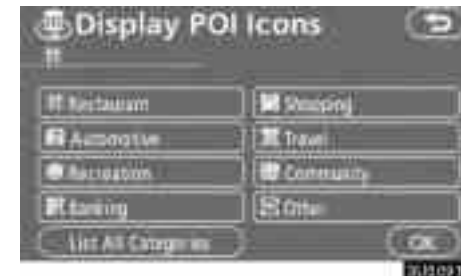 Display POI Icons
Restaurant Shopping
Automotive Travel
Recreation Community
Banking Other
List All Categories OK